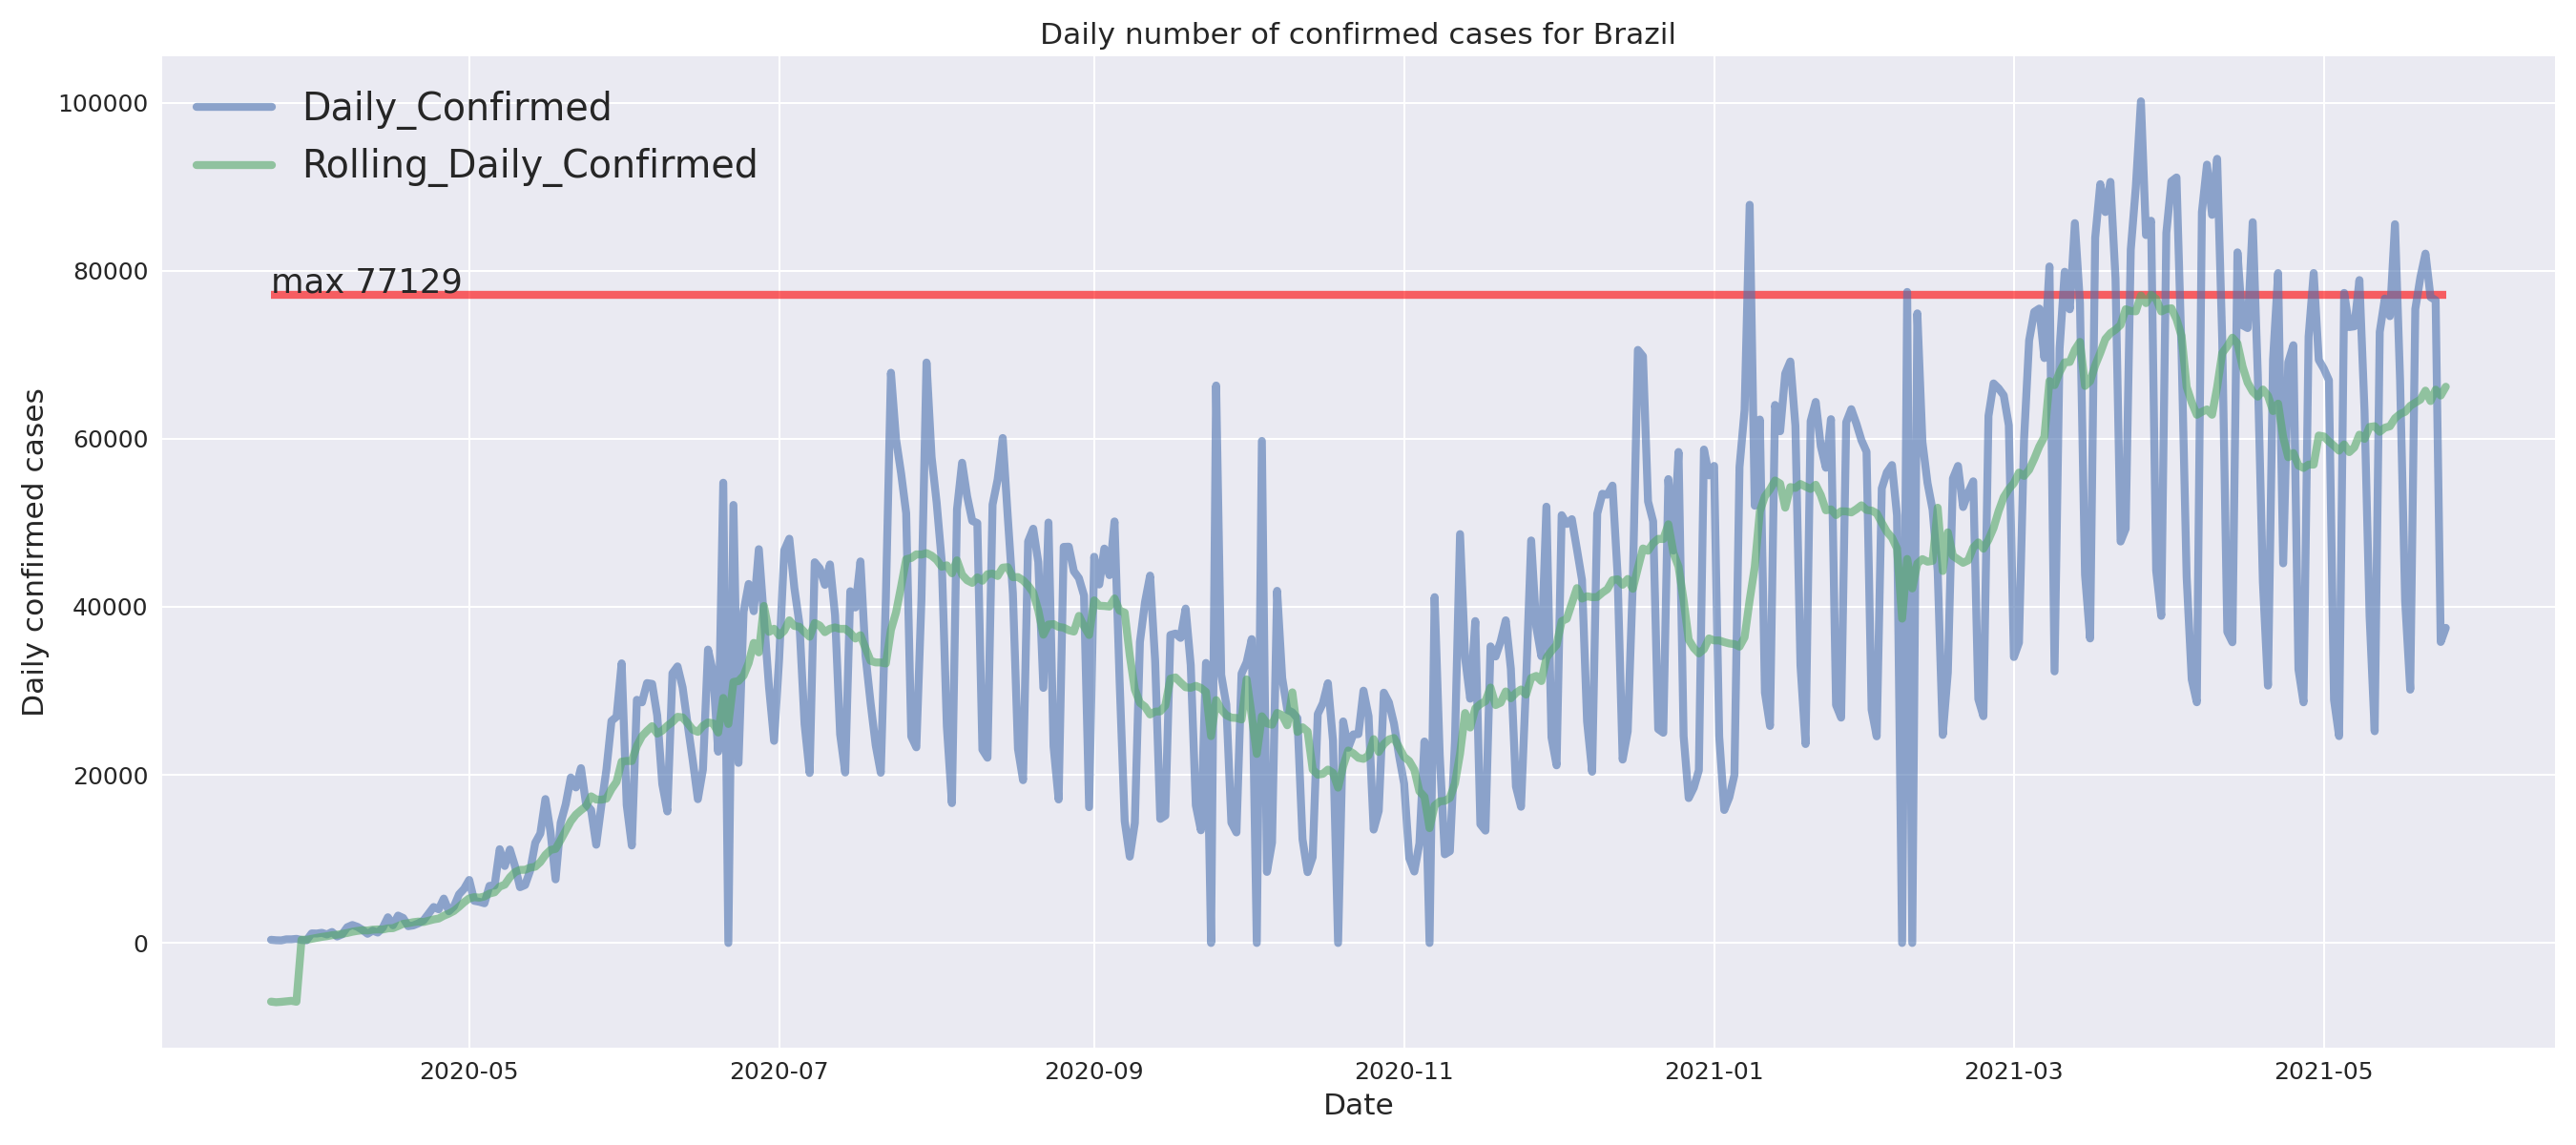 Daily number of confirmed cases for Brazil
Daily_Confirmed
Rolling_Daily_Confirmed
max 77129
Daily confirmed cases
100000
80000
60000
40000
20000
0
2020-05
2020-07
2020-09
2020-11
2021-01
2021-03
2021-05
Date